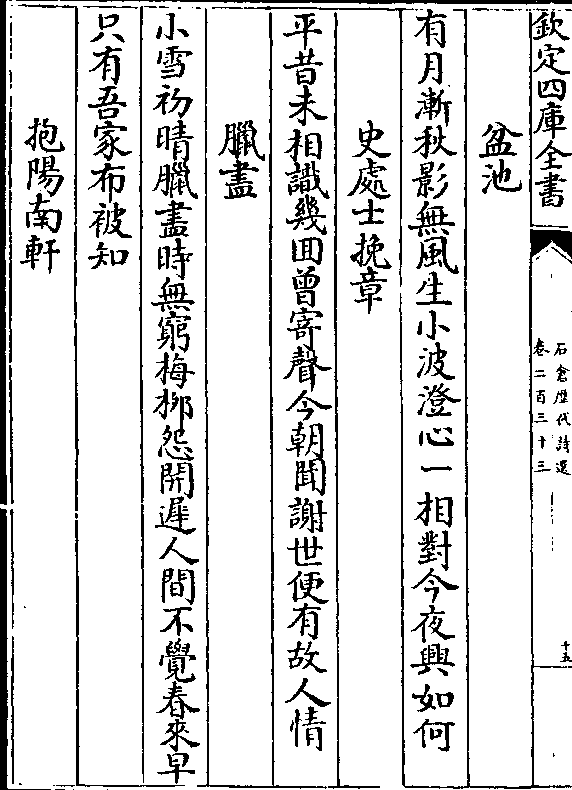 欽定四庫全書
石倉歴代詩選
卷二百三十三
十五
盆池
有月漸秋影無風生小波澄心一相對今夜興如何
史處士挽章
平昔未相識幾回曾寄聲今朝聞謝世便有故人情
臘盡
小雪初晴臘盡時無窮梅栁怨開遲人間不覺春來早
只有吾家布被知
抱陽南軒